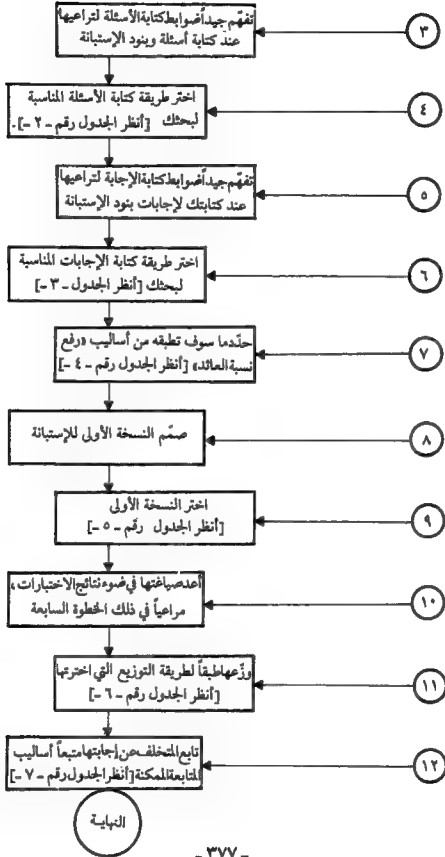 تفهّم جيداً ضوابط كتابة الأسئلة لتراعيها
عند كتابة أسئلة وبنود الإستبانة
٣
اختر طريقة كتابة الأسئلة المناسبة
لبحثك [أنظر الجدول رقم - ٢ -].
٤
تفهّم جيداً ضوابط كتابة الإجابة لتراعيها
عند كتابتك لإجابات بنود الإستبانة
٥
اختر طريقة كتابة الإجابات المناسبة
لبحثك [أنظر الجدول - ٣ -]
٦
حدّد ما سوف تطبقه من أساليب «رفع
نسبة العائد» [أنظر الجدول رقم - ٤ -]
٧
صمّم النسخة الأولى للإستبانة
٨
اختر النسخة الأولى
[أنظر الجدول رقم - ٥ -]
٩
أعد صياغتها في ضوء نتائج الاختبارات،
مراعياً في ذلك الخطوة السابعة
١٠
وزّعها طبقاً لطريقة التوزيع التي اخترتها
[أنظر الجدول رقم - ٦ -]
١١
تابع المتخلف عن إجابتها متبعاً أساليب
المتابعة الممكنة [أنظر الجدول رقم - ٧ -]
١٢
النهاية
- ٣٧٧ -